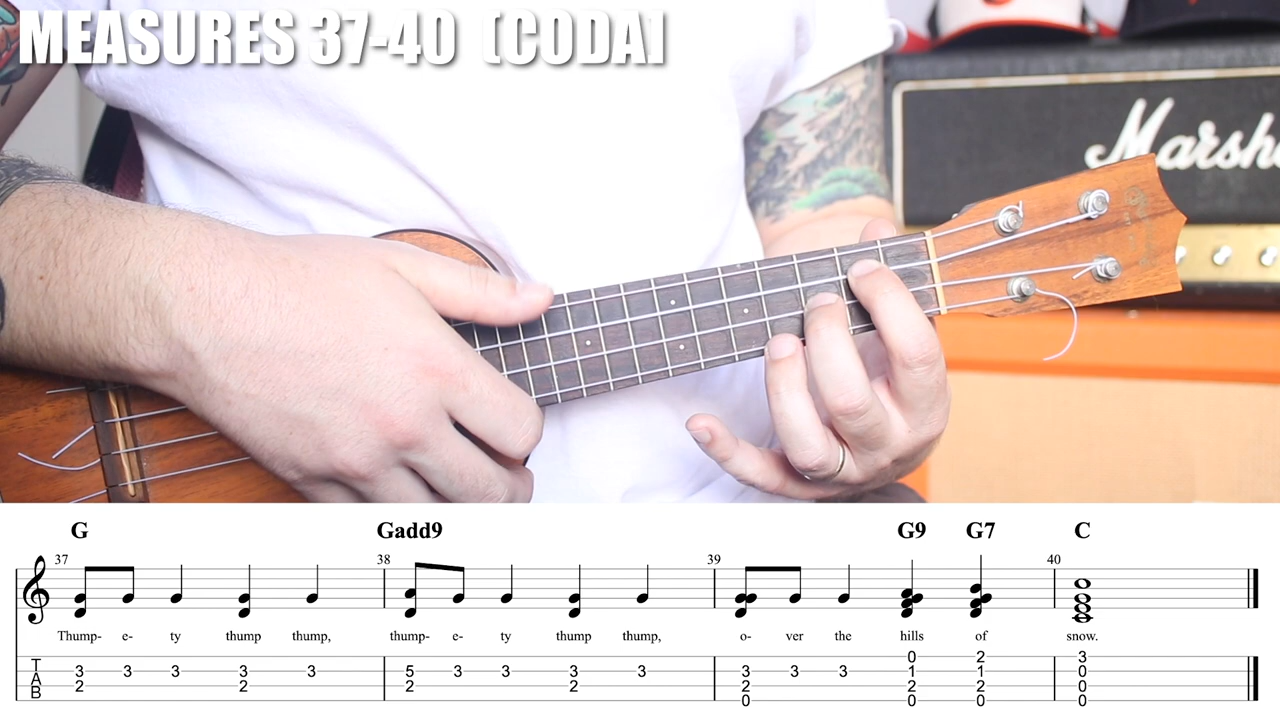 MEASURES 37-40 [CODA]
Marsh
G Gadd9 G9 G7 C
37 38 39 40
Thump- e- ty thump thump, thump- e- ty thump thump, o- ver the hills of snow.
0 2 3
3 3 3 3 3 5 3 3 3 3 3 3 3 1 1 0
2 2 2 2 2 2 2 0
0 0 0 0
T
A
B